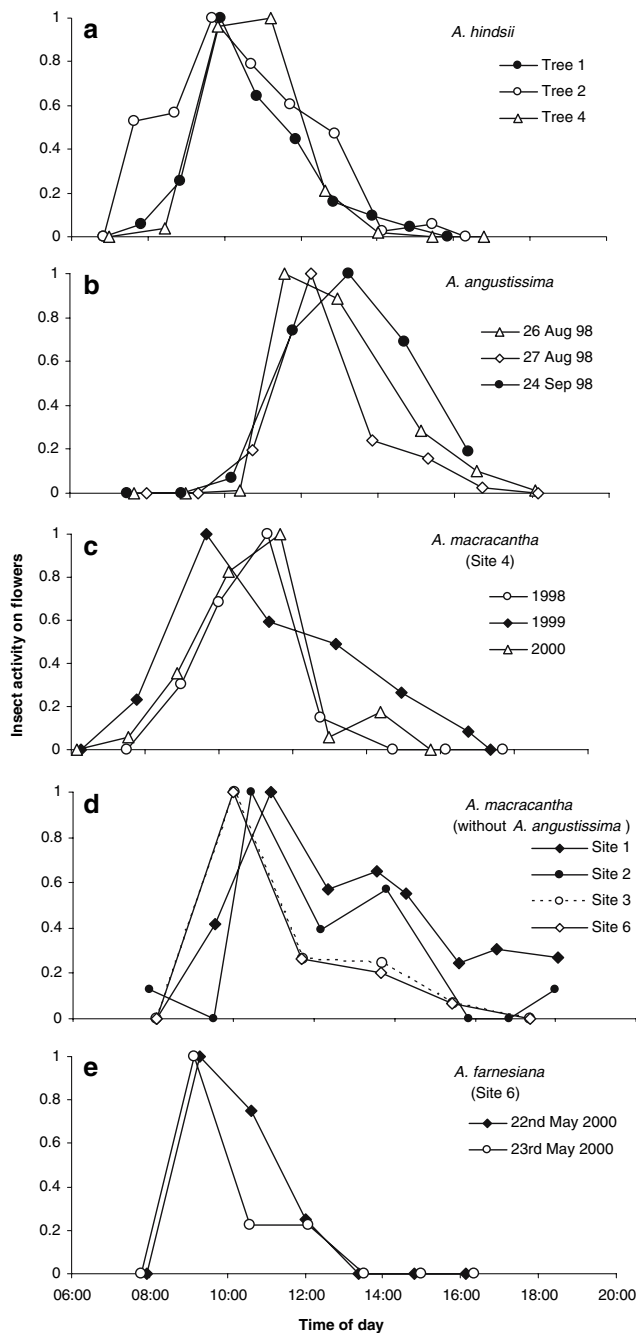 a
A. hindsii
Tree 1
Tree 2
Tree 4
1
0.8
0.6
0.4
0.2
0
b
A. angustissima
26 Aug 98
27 Aug 98
24 Sep 98
1
0.8
0.6
0.4
0.2
0
Insect activity on flowers
c
A. macracantha
(Site 4)
1998
1999
2000
1
0.8
0.6
0.4
0.2
0
d
A. macracantha
(without A. angustissima)
Site 1
Site 2
Site 3
Site 6
1
0.8
0.6
0.4
0.2
0
e
A. farnesiana
(Site 6)
22nd May 2000
23rd May 2000
1
0.8
0.6
0.4
0.2
0
06:00 08:00 10:00 12:00 14:00 16:00 18:00 20:00
Time of day